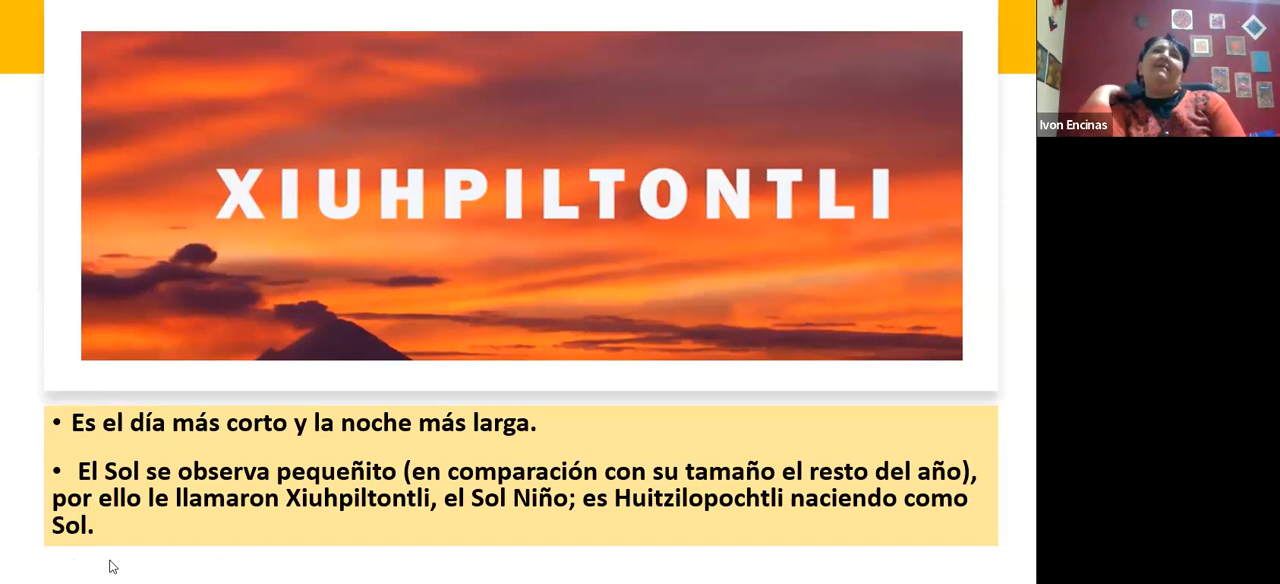 XIUHPILTONTLI
Ivon Encinas
• Es el día más corto y la noche más larga.
• El Sol se observa pequeñito (en comparación con su tamaño el resto del año),
por ello le llamaron Xiuhpiltontli, el Sol Niño; es Huitzilopochtli naciendo como
Sol.